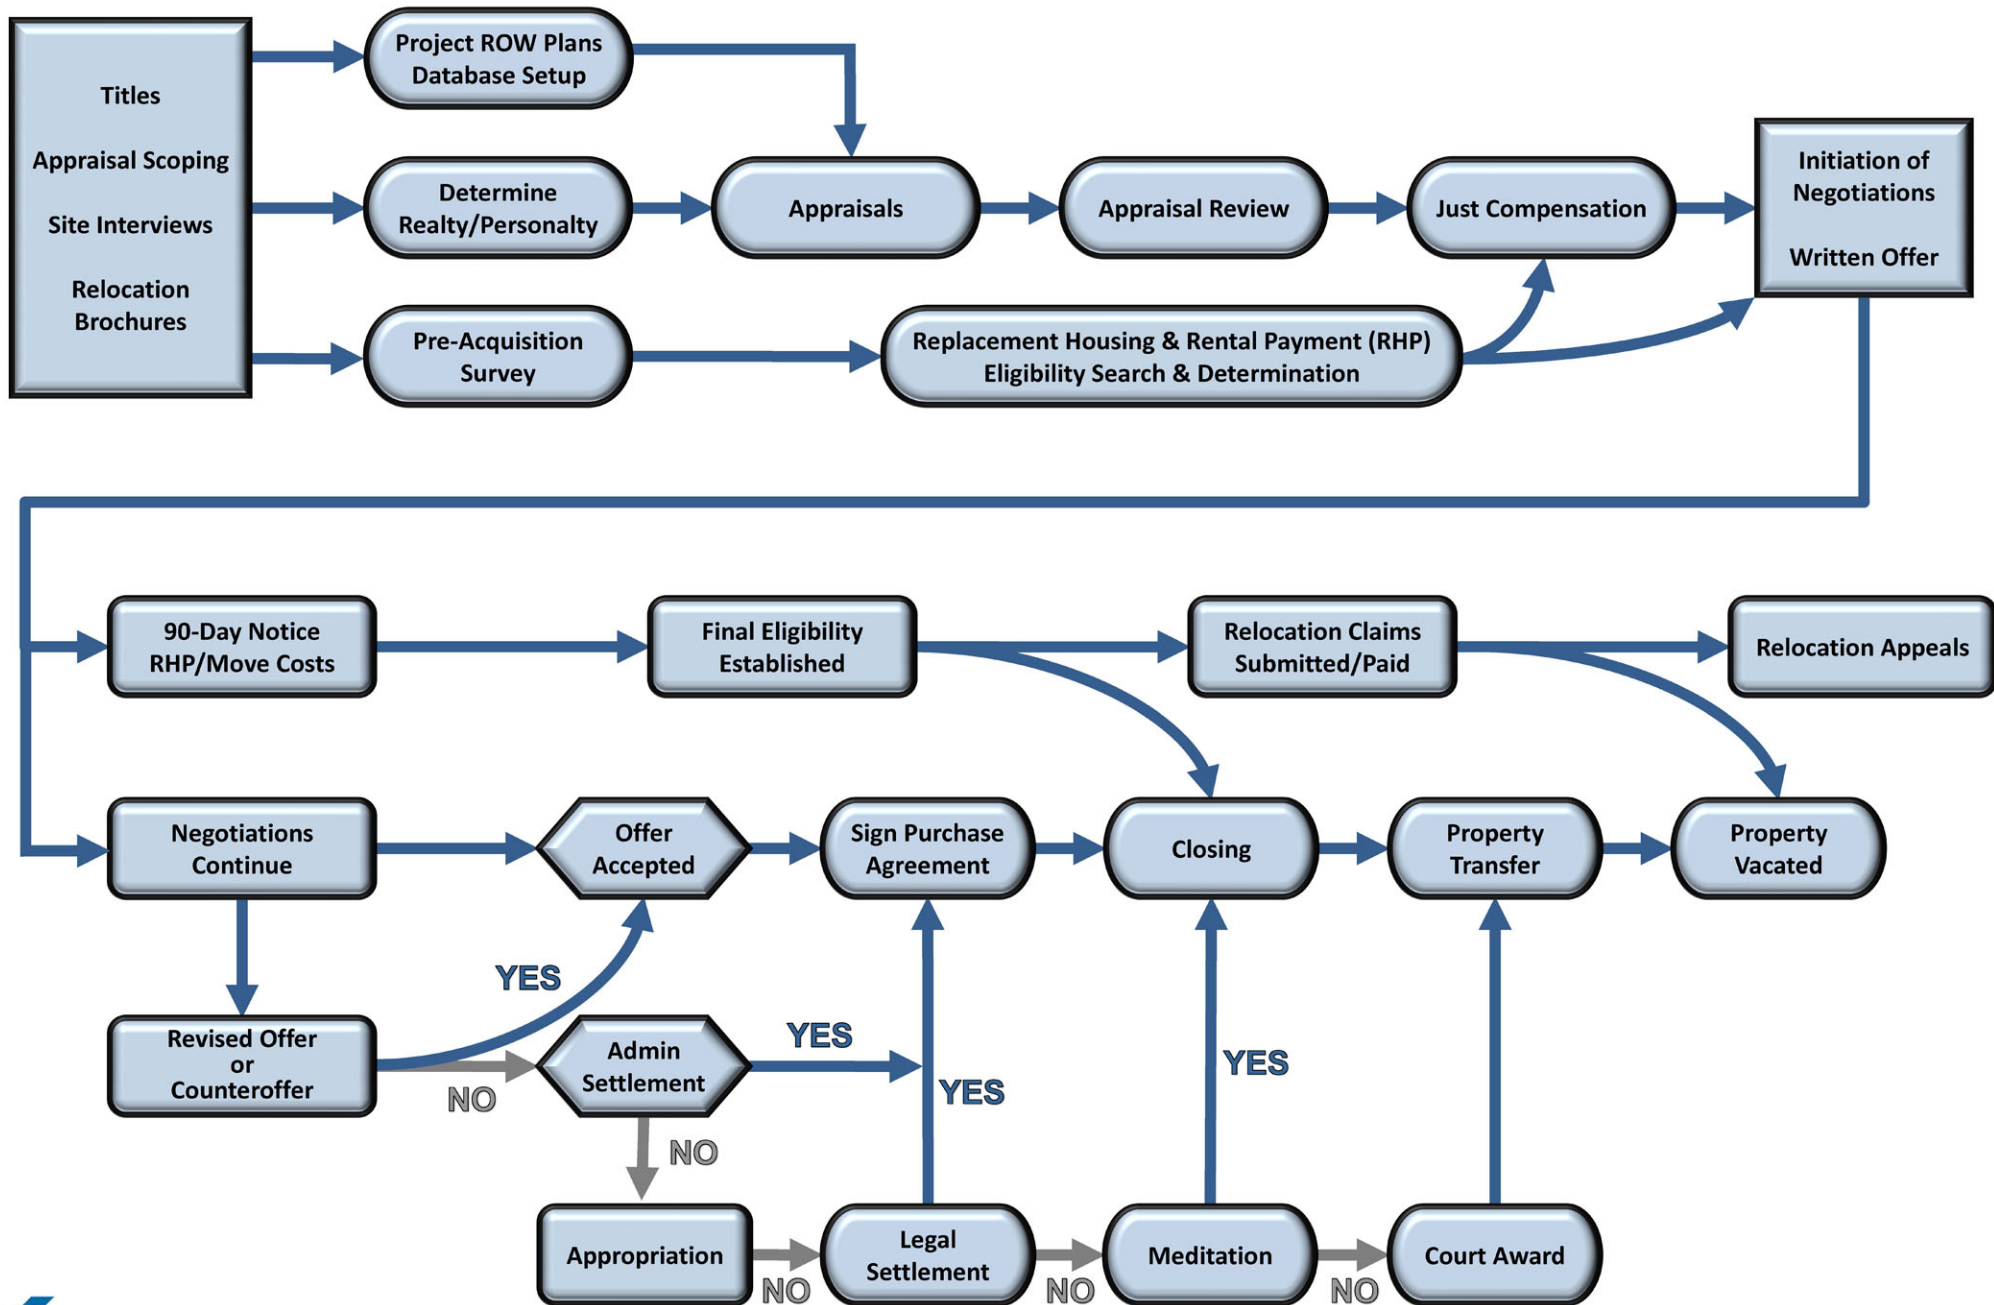 Titles
Appraisal Scoping
Site Interviews
Relocation
Brochures
Project ROW Plans
Database Setup
Determine
Realty/Personalty
Pre-Acquisition
Survey
Appraisals
Appraisal Review
Just Compensation
Replacement Housing & Rental Payment (RHP)
Eligibility Search & Determination
Initiation of
Negotiations
Written Offer
90-Day Notice
RHP/Move Costs
Final Eligibility
Established
Relocation Claims
Submitted/Paid
Relocation Appeals
Negotiations
Continue
Offer
Accepted
Sign Purchase
Agreement
Closing
Property
Transfer
Property
Vacated
YES
Revised Offer
or
Counteroffer
NO
Admin
Settlement
YES
YES
YES
NO
Appropriation
NO
Legal
Settlement
NO
Meditation
NO
Court Award